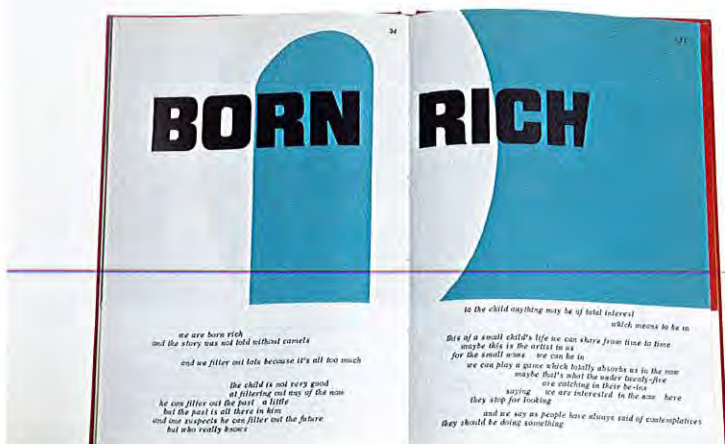 34
BORN RICH
we are born rich
and the story was not told without camels
and we filter out lots because it's all too much
the child is not very good
at filtering out any of the now
he can filter out the past a little
but the past is all there in him
and one suspects he can filter out the future
but who really knows
to the child anything may be of total interest
which means to be in
this of a small child's life we can share from time to time
maybe this is the artist in us
for the small nows we can be in
we can play a game which totally absorbs us in the now
maybe that's what the under twenty-five
are catching in their be-ins
saying we are interested in the now here
they stop for looking
and we say as people have always said of contemplatives
they should be doing something